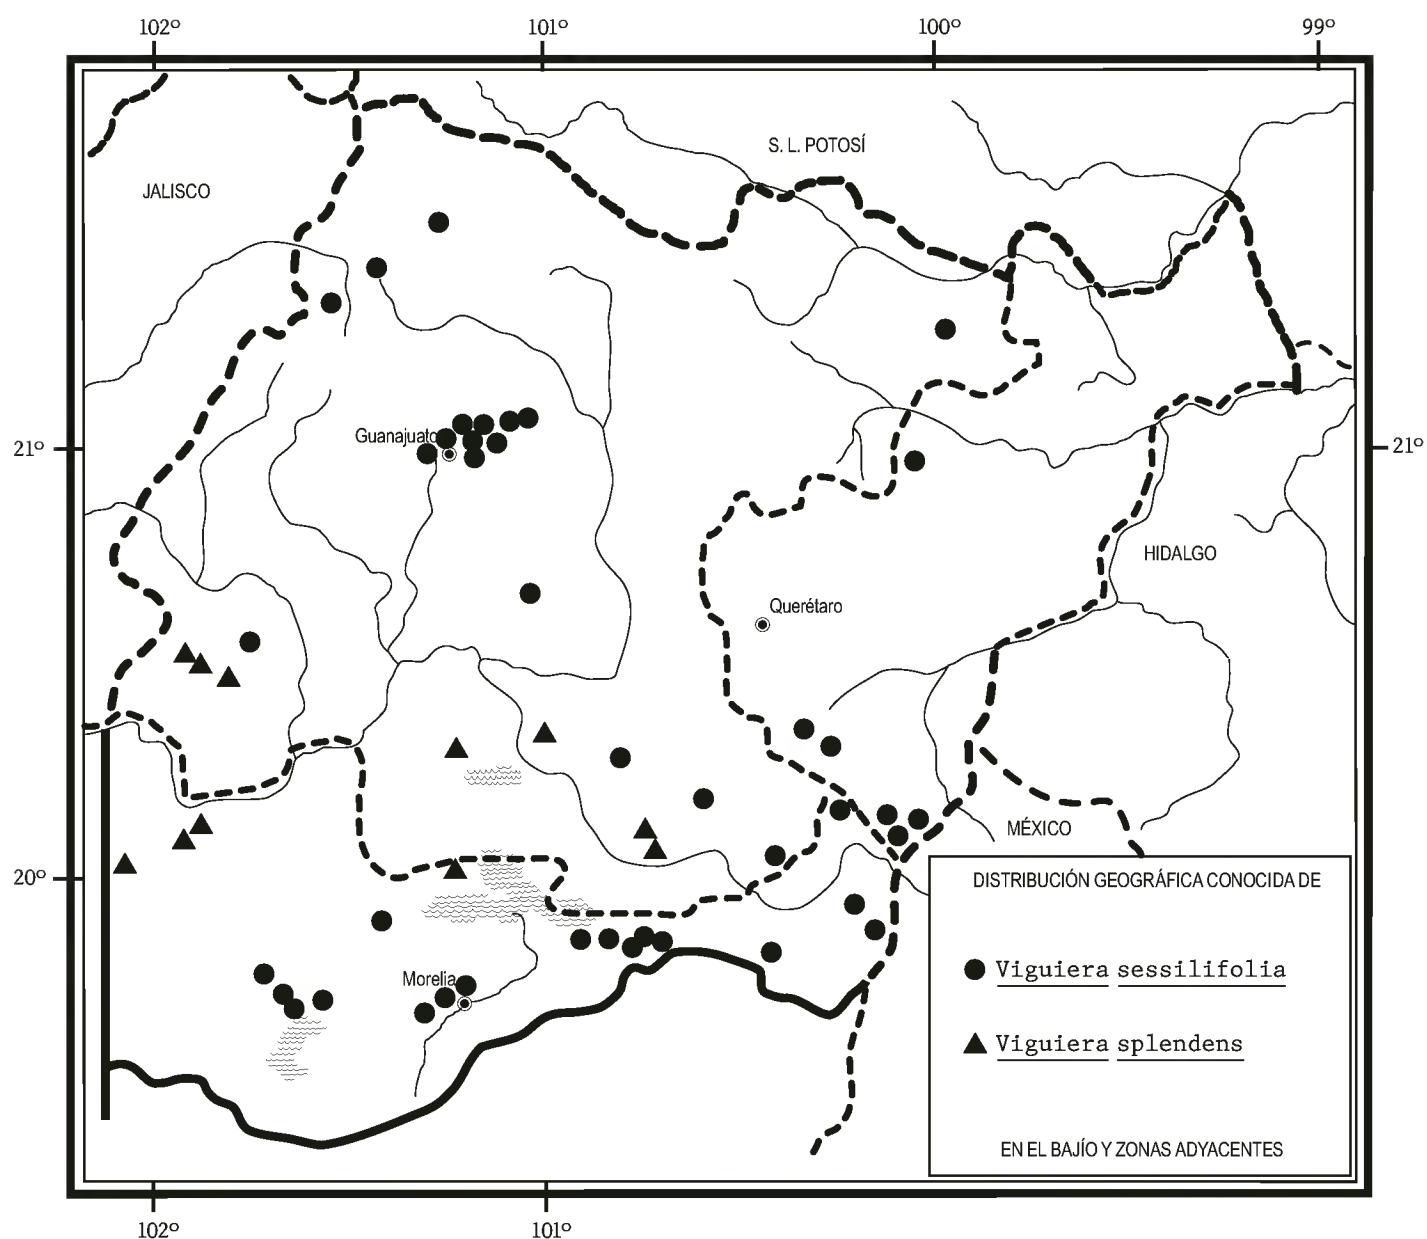 102º 101º 100º 99º
S. L. POTOSÍ
JALISCO
Guanajuato
21º 21º
HIDALGO
Querétaro
MÉXICO
20º
DISTRIBUCIÓN GEOGRÁFICA CONOCIDA DE
Viguiera sessilifolia
Morelia
Viguiera splendens
EN EL BAJÍO Y ZONAS ADYACENTES
102º 101º